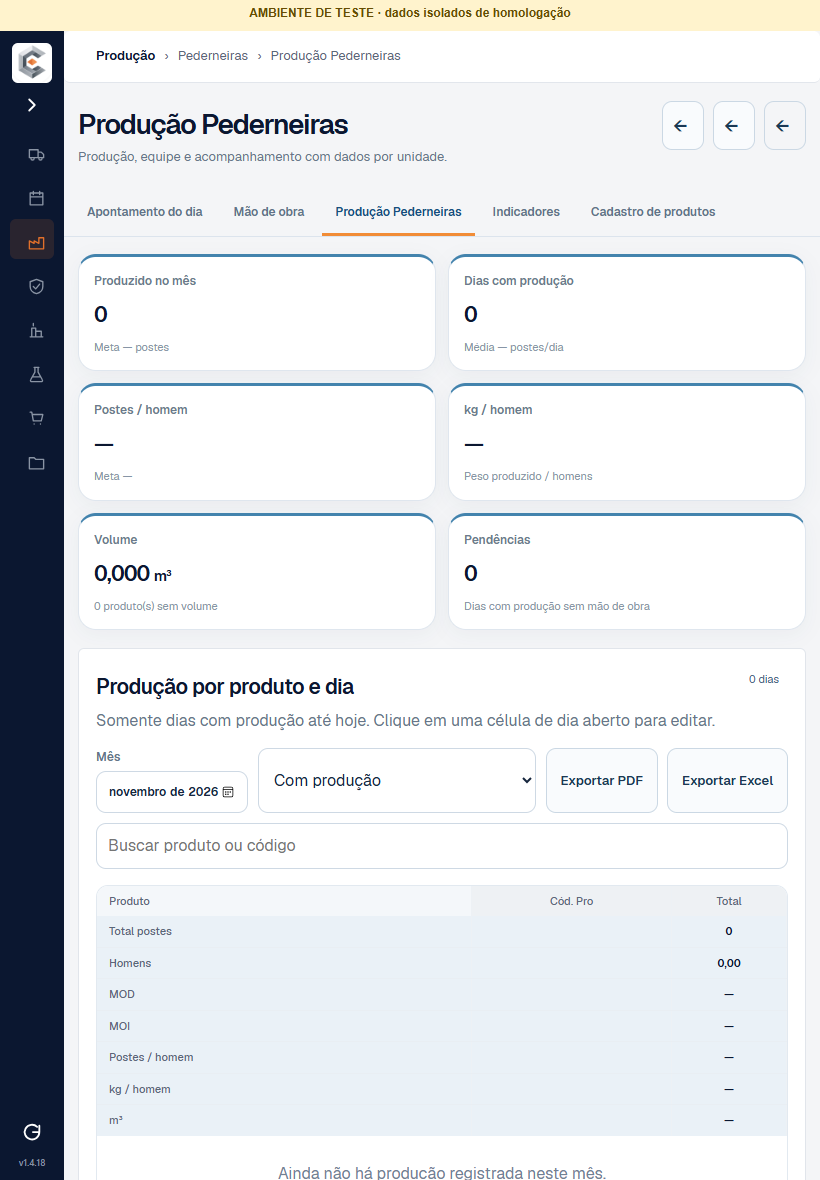 AMBIENTE DE TESTE · dados isolados de homologação
Produção › Pederneiras › Produção Pederneiras
Produção Pederneiras
Produção, equipe e acompanhamento com dados por unidade.
Apontamento do dia Mão de obra Produção Pederneiras Indicadores Cadastro de produtos
Produzido no mês
0
Meta — postes
Dias com produção
0
Média — postes/dia
Postes / homem
—
Meta —
kg / homem
—
Peso produzido / homens
Volume
0,000 m³
0 produto(s) sem volume
Pendências
0
Dias com produção sem mão de obra
Produção por produto e dia
0 dias
Somente dias com produção até hoje. Clique em uma célula de dia aberto para editar.
Mês
novembro de 2026
Com produção
Exportar PDF
Exportar Excel
Buscar produto ou código
Produto Cód. Pro Total
Total postes 0
Homens 0,00
MOD —
MOI —
Postes / homem —
kg / homem —
m³ —
Ainda não há produção registrada neste mês.
v1.4.18